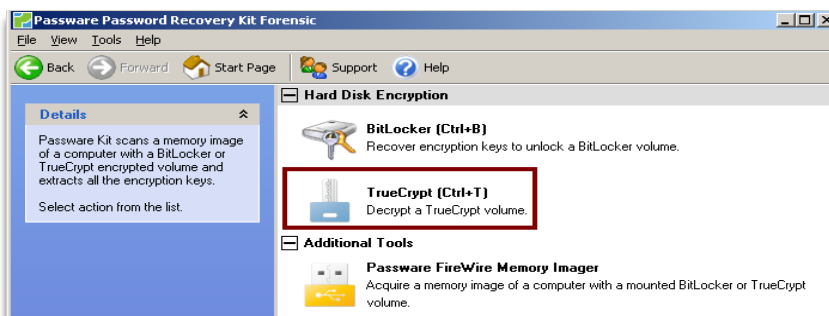 Passware Password Recovery Kit Forensic
File View Tools Help
Back Forward Start Page Support Help
Details
Passware Kit scans a memory image
of a computer with a BitLocker or
TrueCrypt encrypted volume and
extracts all the encryption keys.
Select action from the list.
Hard Disk Encryption
BitLocker (Ctrl+B)
Recover encryption keys to unlock a BitLocker volume.
TrueCrypt (Ctrl+T)
Decrypt a TrueCrypt volume.
Additional Tools
Passware FireWire Memory Imager
Acquire a memory image of a computer with a mounted BitLocker or TrueCrypt
volume.